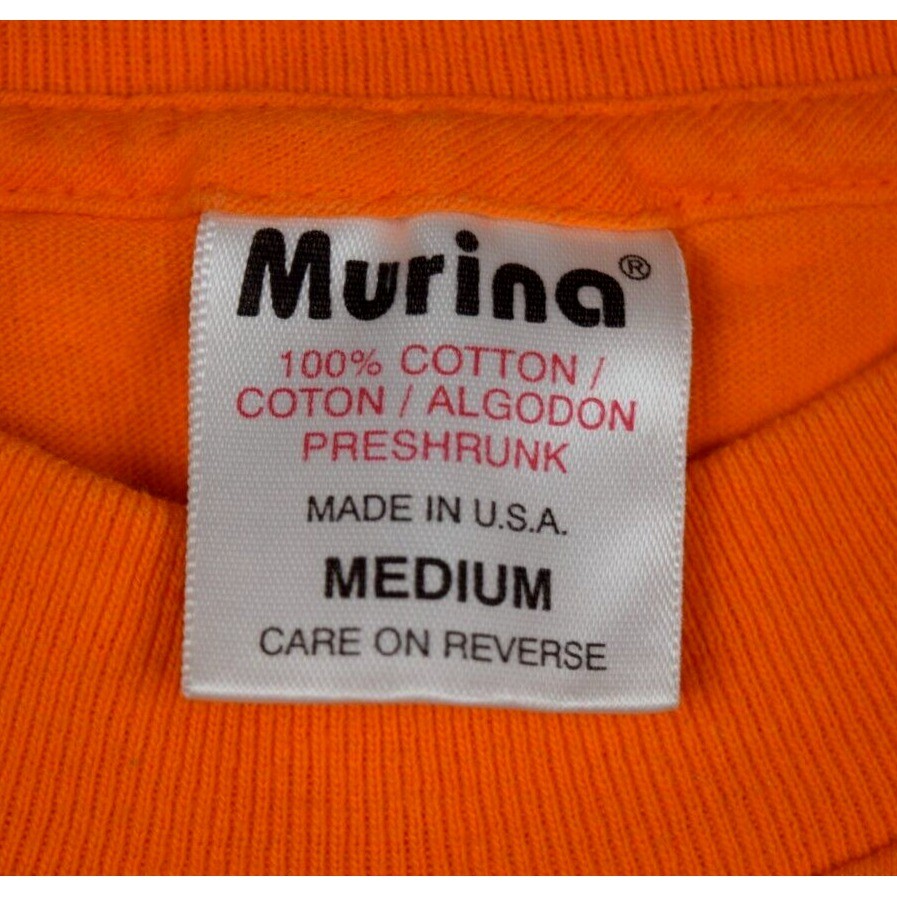 Murina®
100% COTTON /
COTON / ALGODON
PRESHRUNK
MADE IN U.S.A.
MEDIUM
CARE ON REVERSE